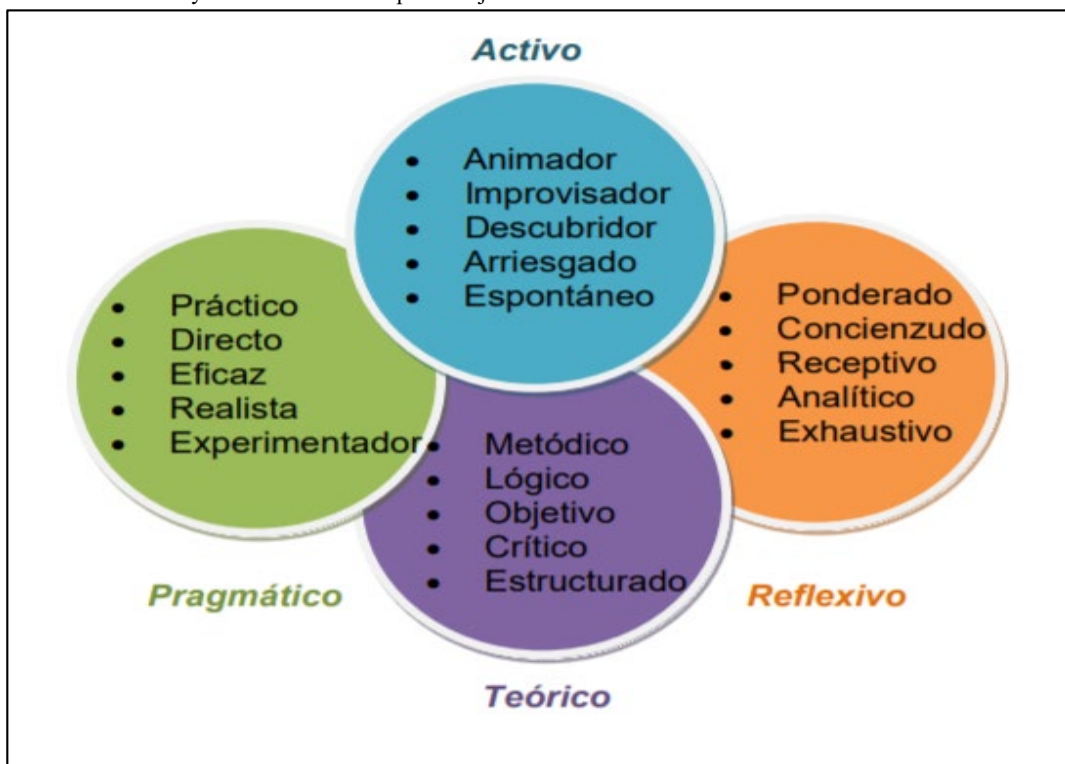 Activo
• Animador
• Improvisador
• Descubridor
• Arriesgado
• Espontáneo
• Práctico
• Directo
• Eficaz
• Realista
• Experimentador
Pragmático
• Ponderado
• Concienzudo
• Receptivo
• Analítico
• Exhaustivo
Reflexivo
• Metódico
• Lógico
• Objetivo
• Crítico
• Estructurado
Teórico